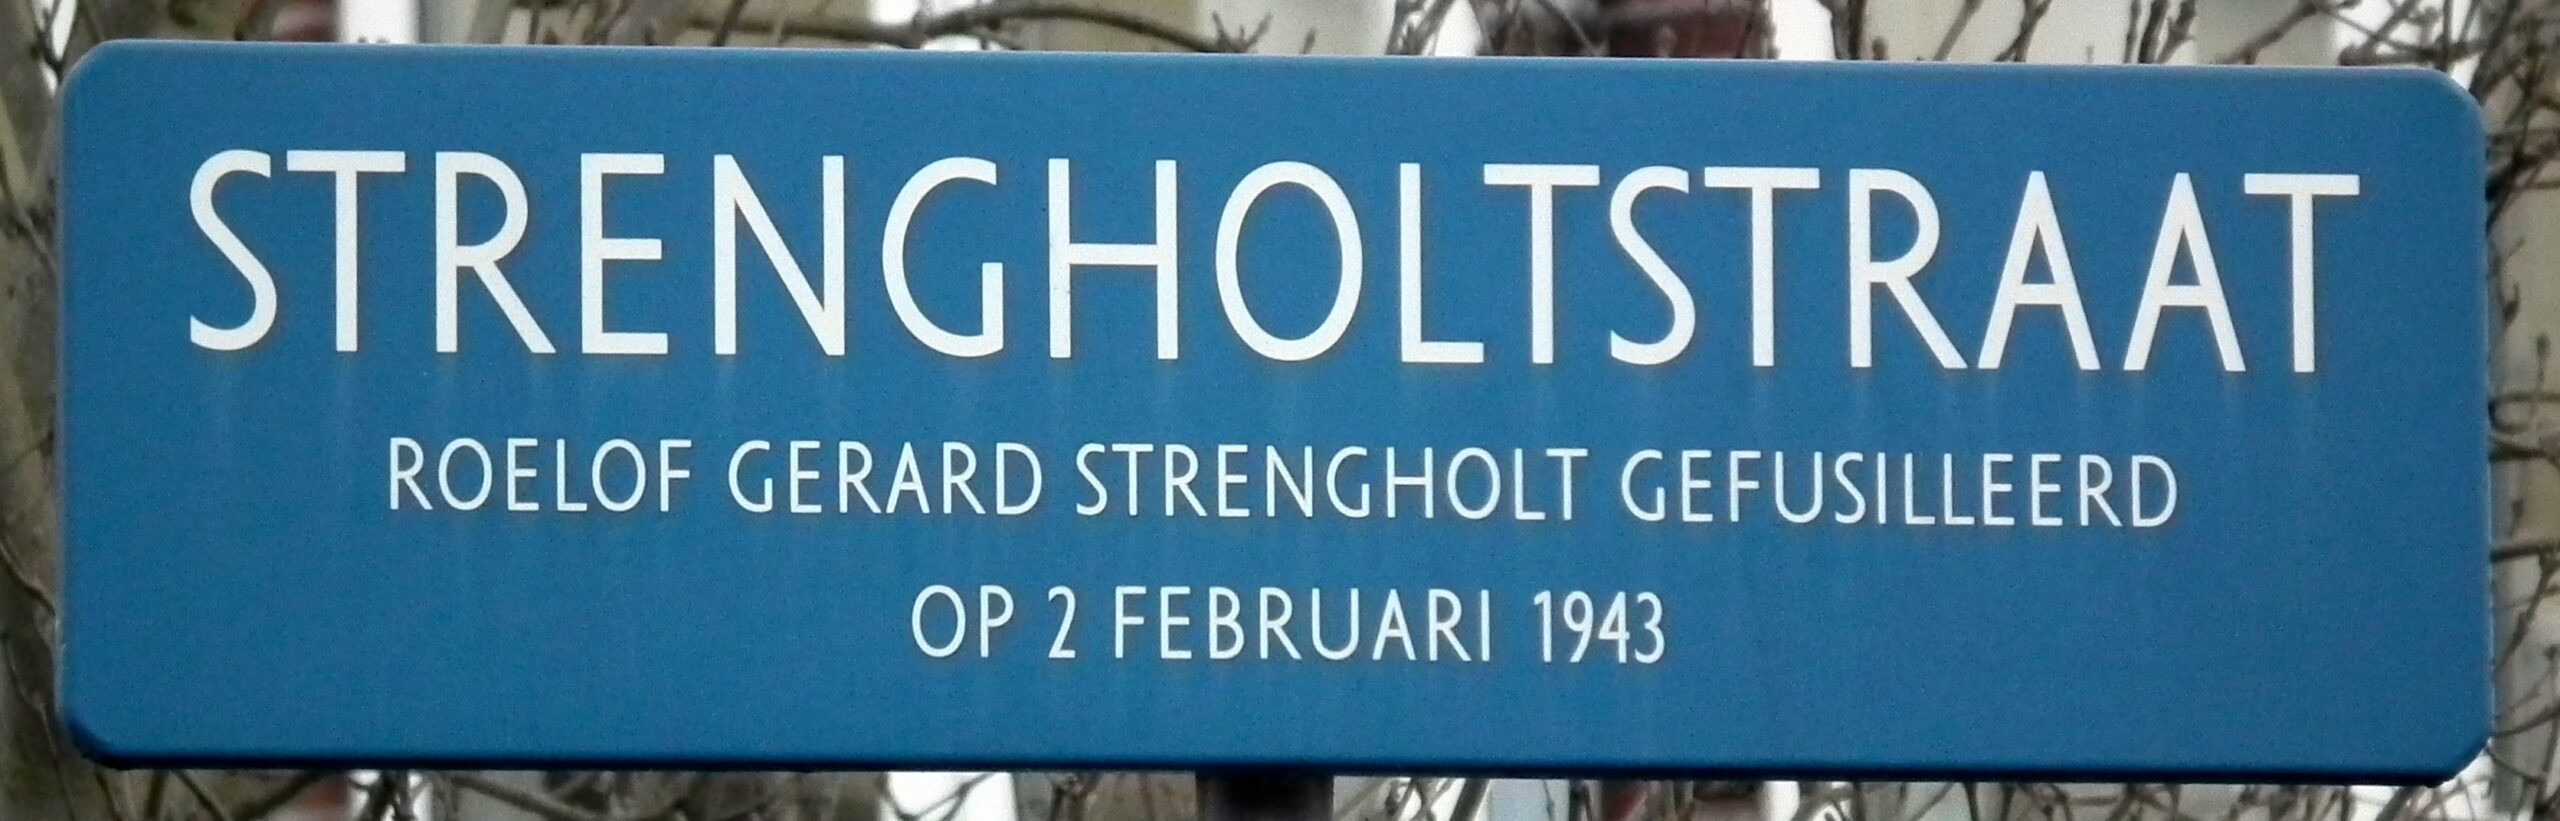 STRENGHOLTSTRAAT
ROELOF GERARD STRENGHOLT GEFUSILLEERD
OP 2 FEBRUARI 1943